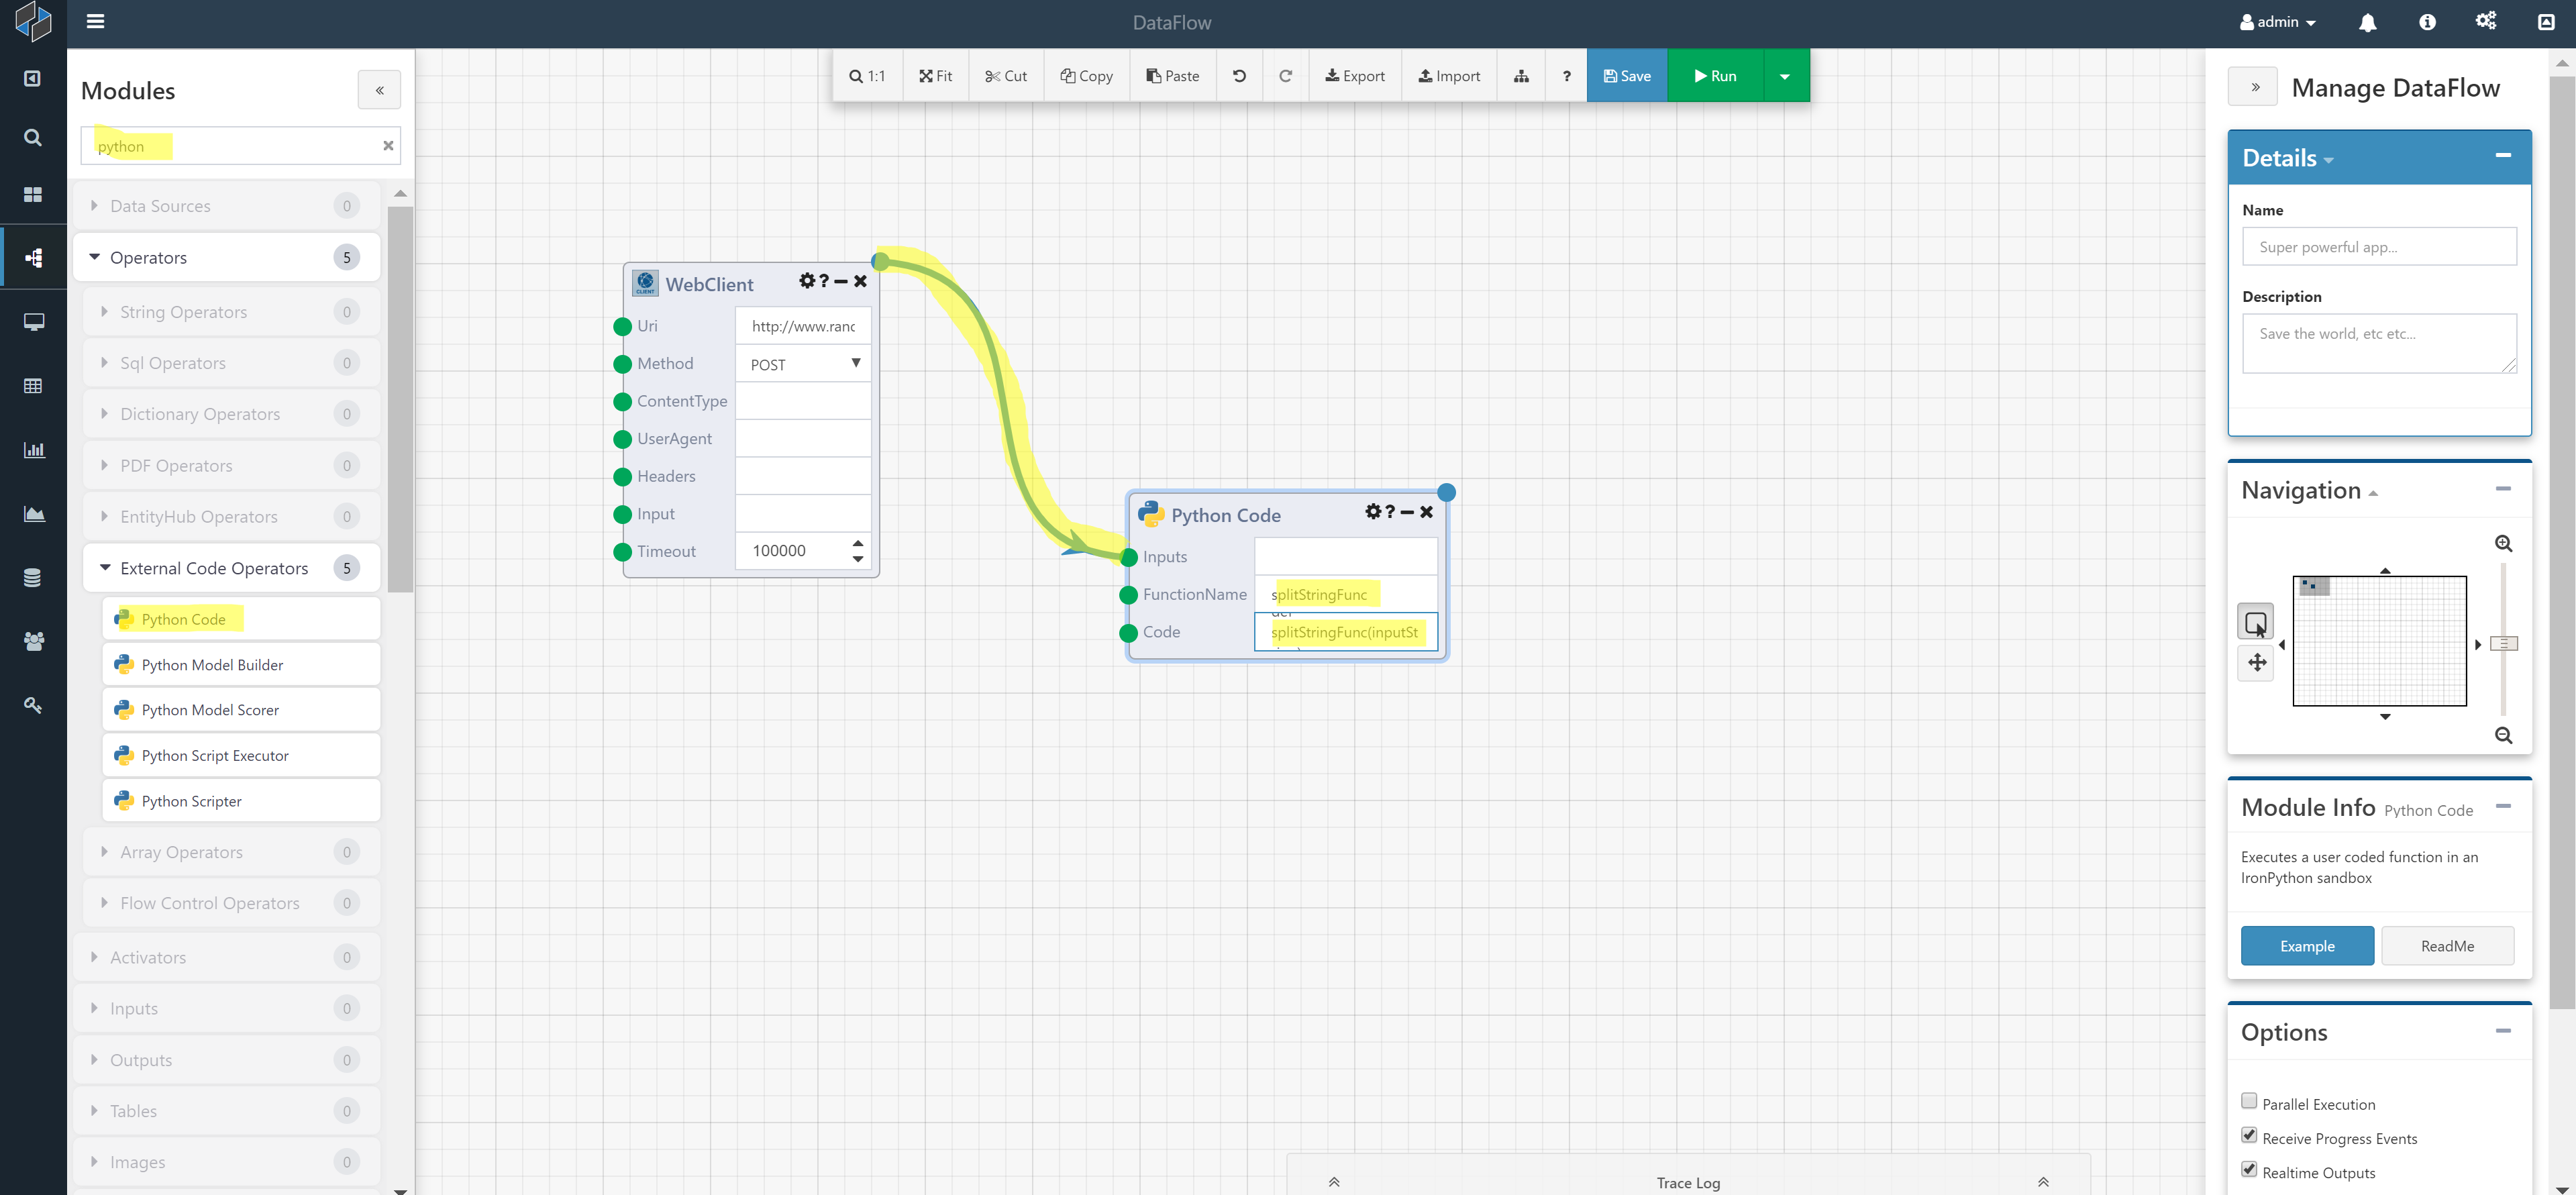 DataFlow
admin
Modules
«
python
Data Sources 0
Operators 5
String Operators 0
Sql Operators 0
Dictionary Operators 0
PDF Operators 0
EntityHub Operators 0
External Code Operators 5
Python Code
Python Model Builder
Python Model Scorer
Python Script Executor
Python Scripter
Array Operators 0
Flow Control Operators 0
Activators 0
Inputs 0
Outputs 0
Tables 0
Images 0
1:1 Fit Cut Copy Paste Export Import ? Save Run
WebClient ?
CLIENT
Uri http://www.ranc
Method POST
ContentType
UserAgent
Headers
Input
Timeout 100000
Python Code ?
Inputs
FunctionName splitStringFunc
Code splitStringFunc(inputSt
Trace Log
» Manage DataFlow
Details
Name
Super powerful app...
Description
Save the world, etc etc...
Navigation
Module Info Python Code
Executes a user coded function in an
IronPython sandbox
Example ReadMe
Options
Parallel Execution
Receive Progress Events
Realtime Outputs